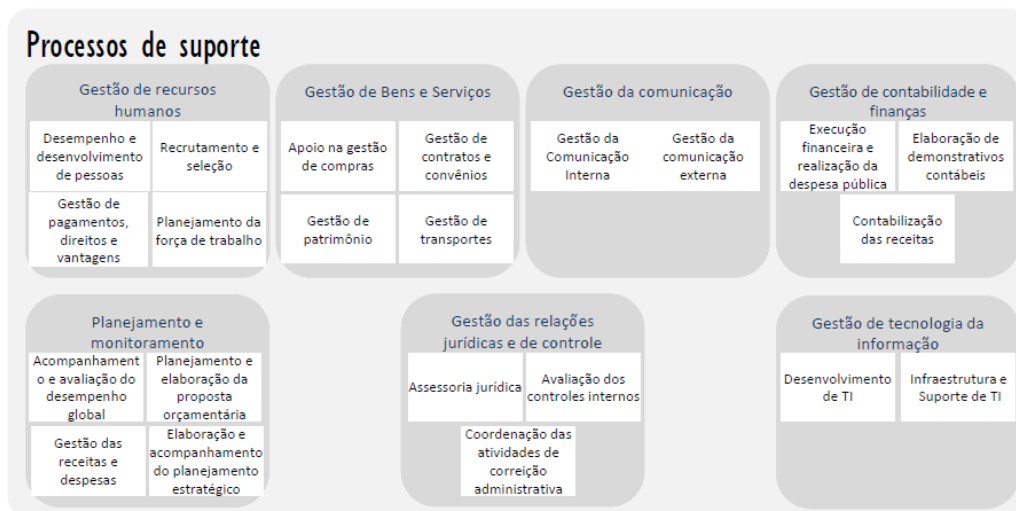 Processos de suporte
Gestão de recursos
humanos
Desempenho e
desenvolvimento
de pessoas
Recrutamento e
seleção
Gestão de
pagamentos,
direitos e
vantagens
Planejamento da
força de trabalho
Gestão de Bens e Serviços
Apoio na gestão
de compras
Gestão de
contratos e
convênios
Gestão de
patrimônio
Gestão de
transportes
Gestão da comunicação
Gestão da
Comunicação
Interna
Gestão da
comunicação
externa
Gestão de contabilidade e
finanças
Execução
financeira e
realização da
despesa pública
Elaboração de
demonstrativos
contábeis
Contabilização
das receitas
Planejamento e
monitoramento
Acompanhament
o e avaliação do
desempenho
global
Planejamento e
elaboração da
proposta
orçamentária
Gestão das
receitas e
despesas
Elaboração e
acompanhamento
do planejamento
estratégico
Gestão das relações
jurídicas e de controle
Assessoria jurídica
Avaliação dos
controles internos
Coordenação das
atividades de
correição
administrativa
Gestão de tecnologia da
informação
Desenvolvimento
de TI
Infraestrutura e
Suporte de TI